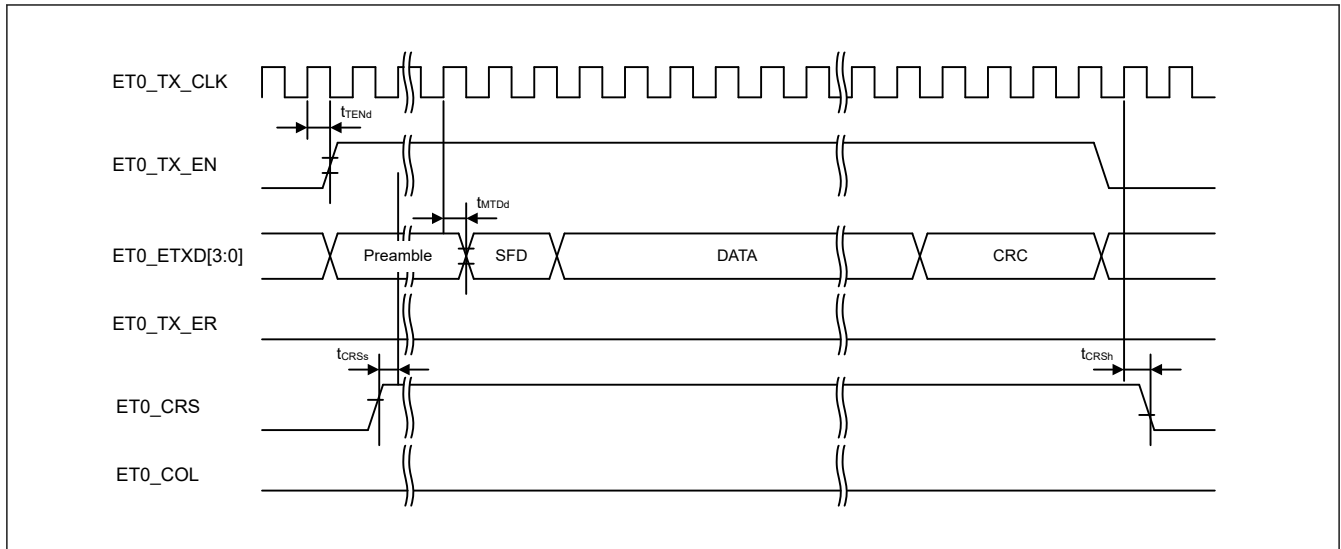 ET0_TX_CLK
tTENd
ET0_TX_EN
tMTDd
ET0_ETXD[3:0] Preamble SFD DATA CRC
ET0_TX_ER
tCRSs tCRSh
ET0_CRS
ET0_COL